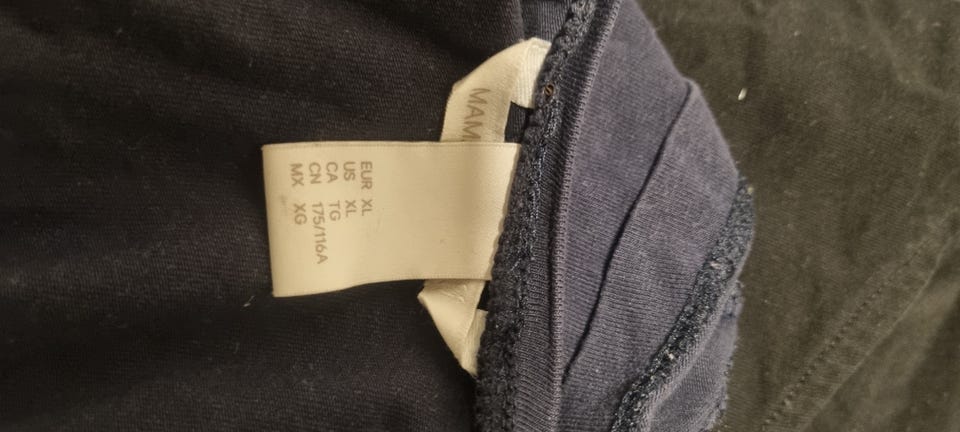 MAM
EUR XL
US XL
CA TG
CN 175/116A
MX XG